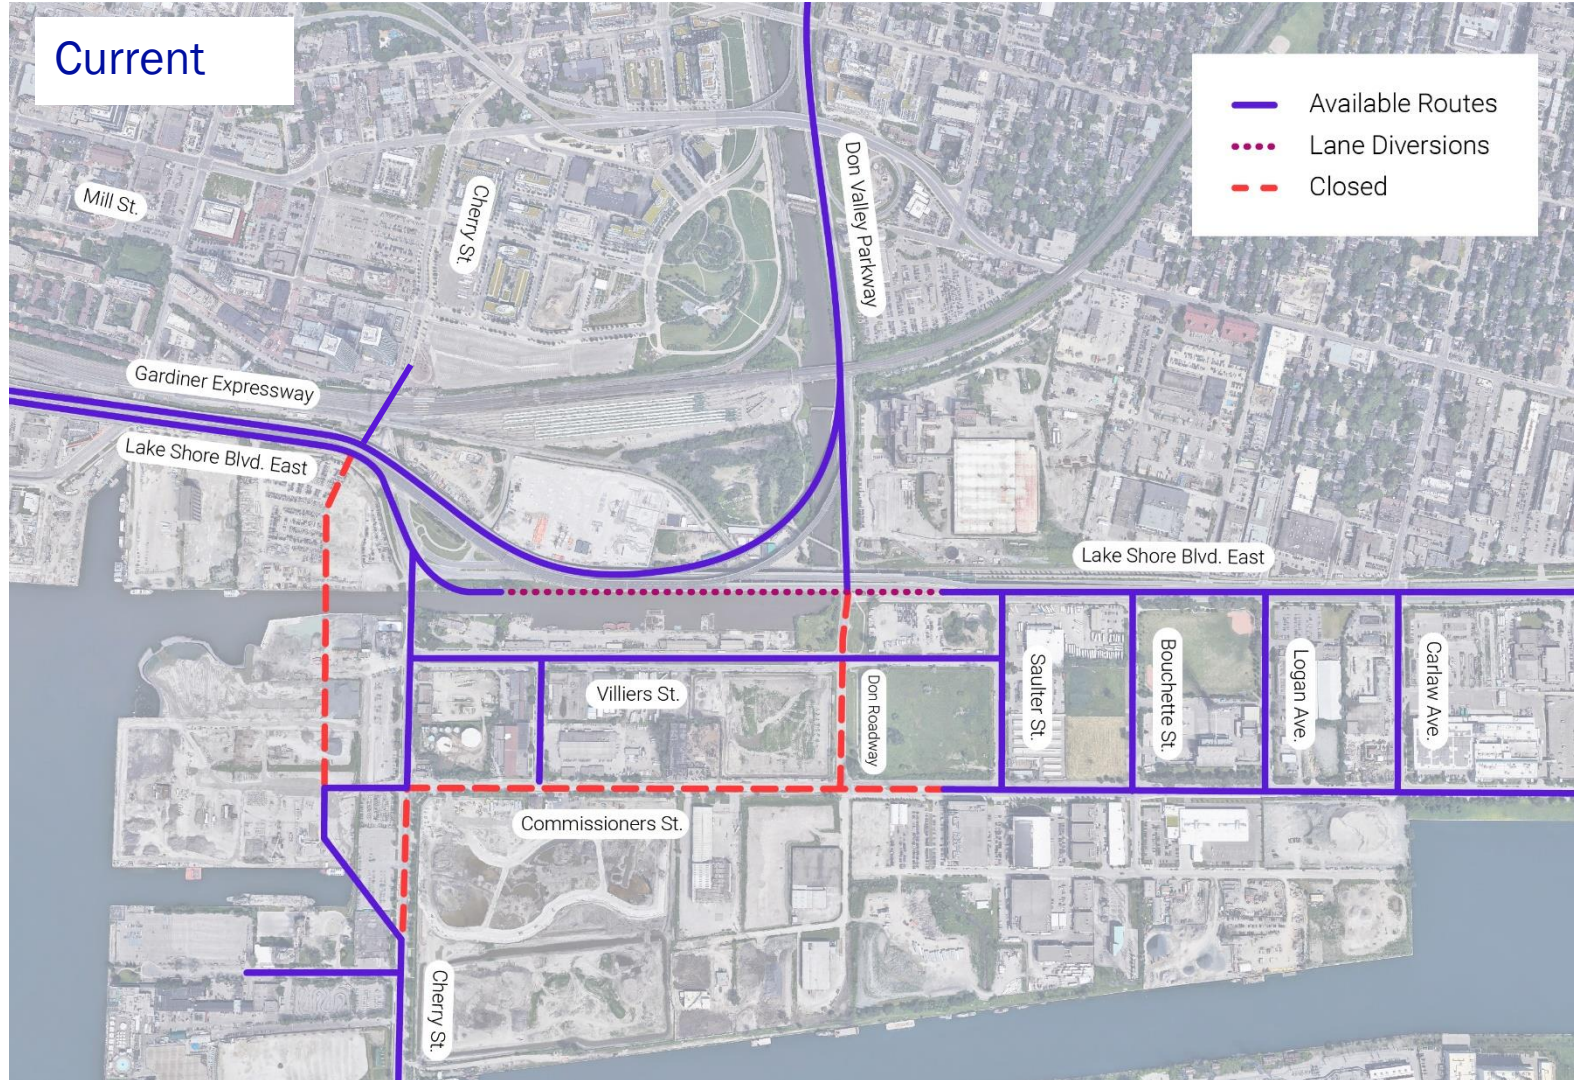 Current
Available Routes
Lane Diversions
Closed
Mill St.
Cherry St.
Don Valley Parkway
Gardiner Expressway
Lake Shore Blvd. East
Lake Shore Blvd. East
Villiers St.
Don Roadway
Saulter St.
Bouchette St.
Logan Ave.
Carlaw Ave.
Commissioners St.
Cherry St.